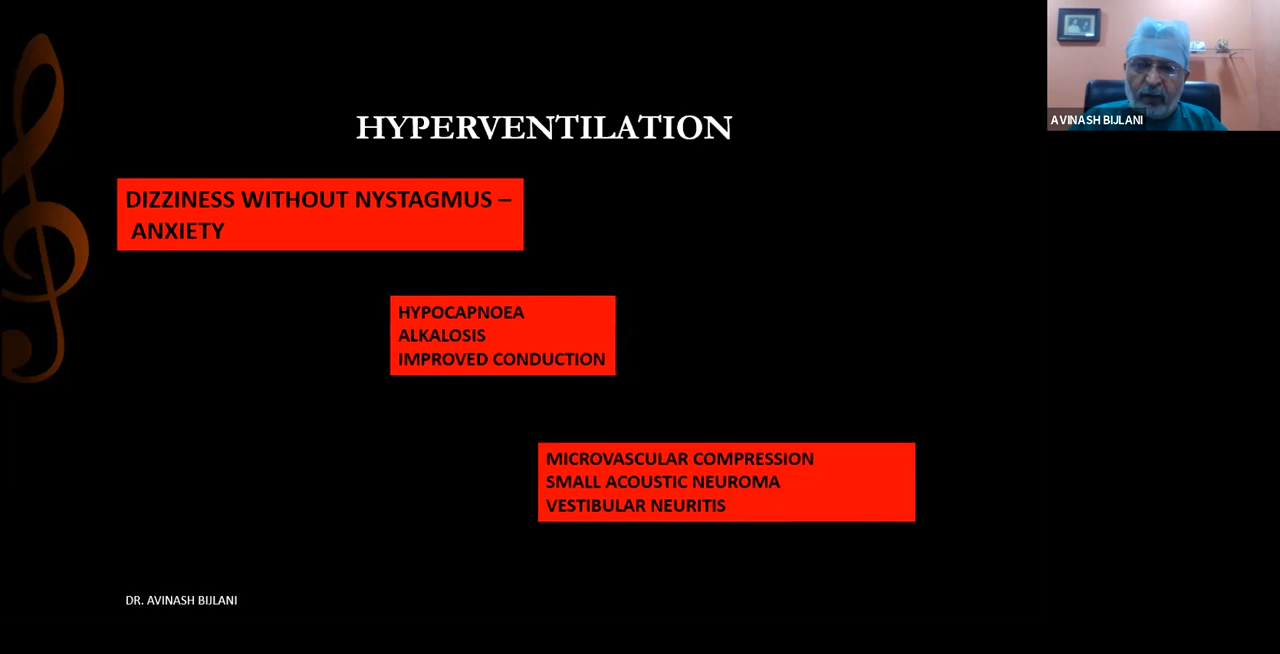 AVINASH BIJLANI
HYPERVENTILATION
DIZZINESS WITHOUT NYSTAGMUS –
ANXIETY
HYPOCAPNOEA
ALKALOSIS
IMPROVED CONDUCTION
MICROVASCULAR COMPRESSION
SMALL ACOUSTIC NEUROMA
VESTIBULAR NEURITIS
DR. AVINASH BIJLANI